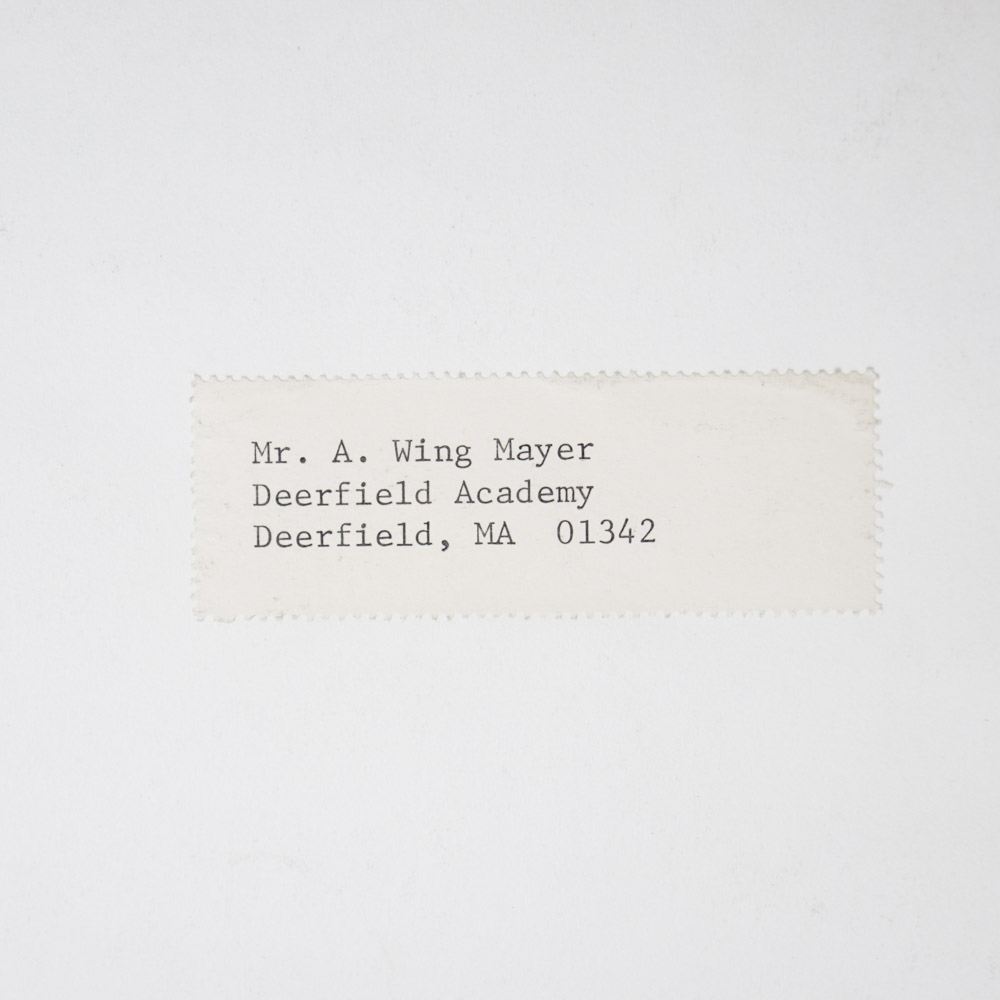 Mr. A. Wing Mayer
Deerfield Academy
Deerfield, MA  01342